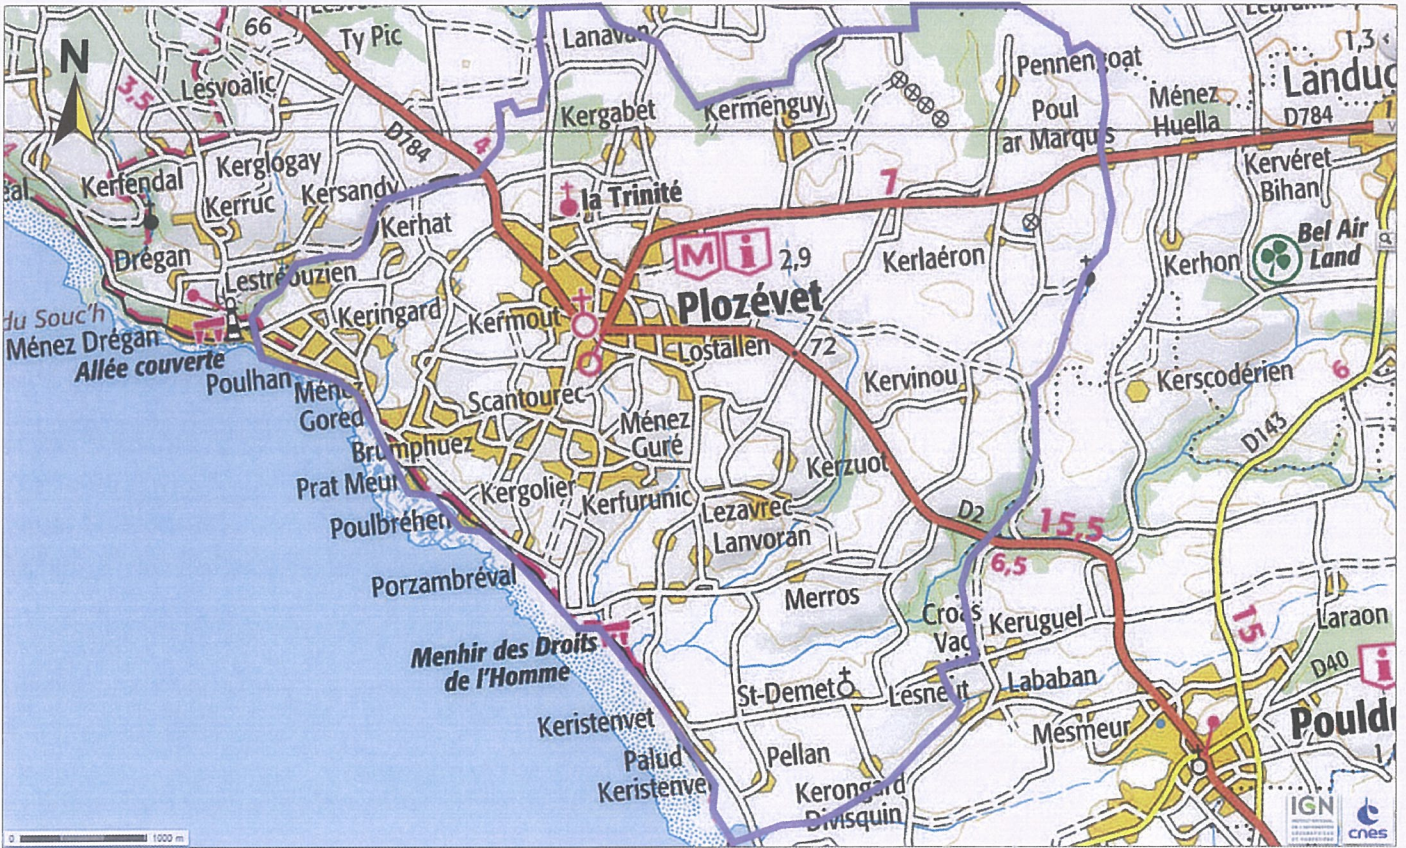 66
Ty Pic
Lanavan
Pennengoat
1,3
N
3,5
Lesvoalic
Kergabet
Kermenguy
Poul
ar Marquis
Ménez
Huella
D784
D784
4
7
Kerglogay
Kerfendal
Kersandy
Kerruc
Kerhat
la Trinité
Kervéret
Bihan
Drégan
Lestréouzien
M i
2,9
Kerlaéron
Kerhon
Bel Air
Land
du Souc'h
Ménez Drégan
Allée couverte
Keringard
Kermout
Plozévet
Lostallen
72
Poulhan
Ménez
Gored
Scantourec
Kervinou
Kerscodérien
6
D143
Brumphuez
Ménez
Guré
Kerzuot
Prat Meur
Kergolier
Kerfurunic
Lezavrec
Lanvoran
D2
15,5
6,5
Poulbréhen
Porzambréval
Merros
Croas
Vac
Keruguel
15
Laraon
Menhir des Droits
de l'Homme
St-Demet
Lesneut
Lababan
D40
i
Keristenvet
Mesmeur
Palud
Keristenvet
Pellan
Kerongard
Divisquin
IGN
cnes
0
1000 m